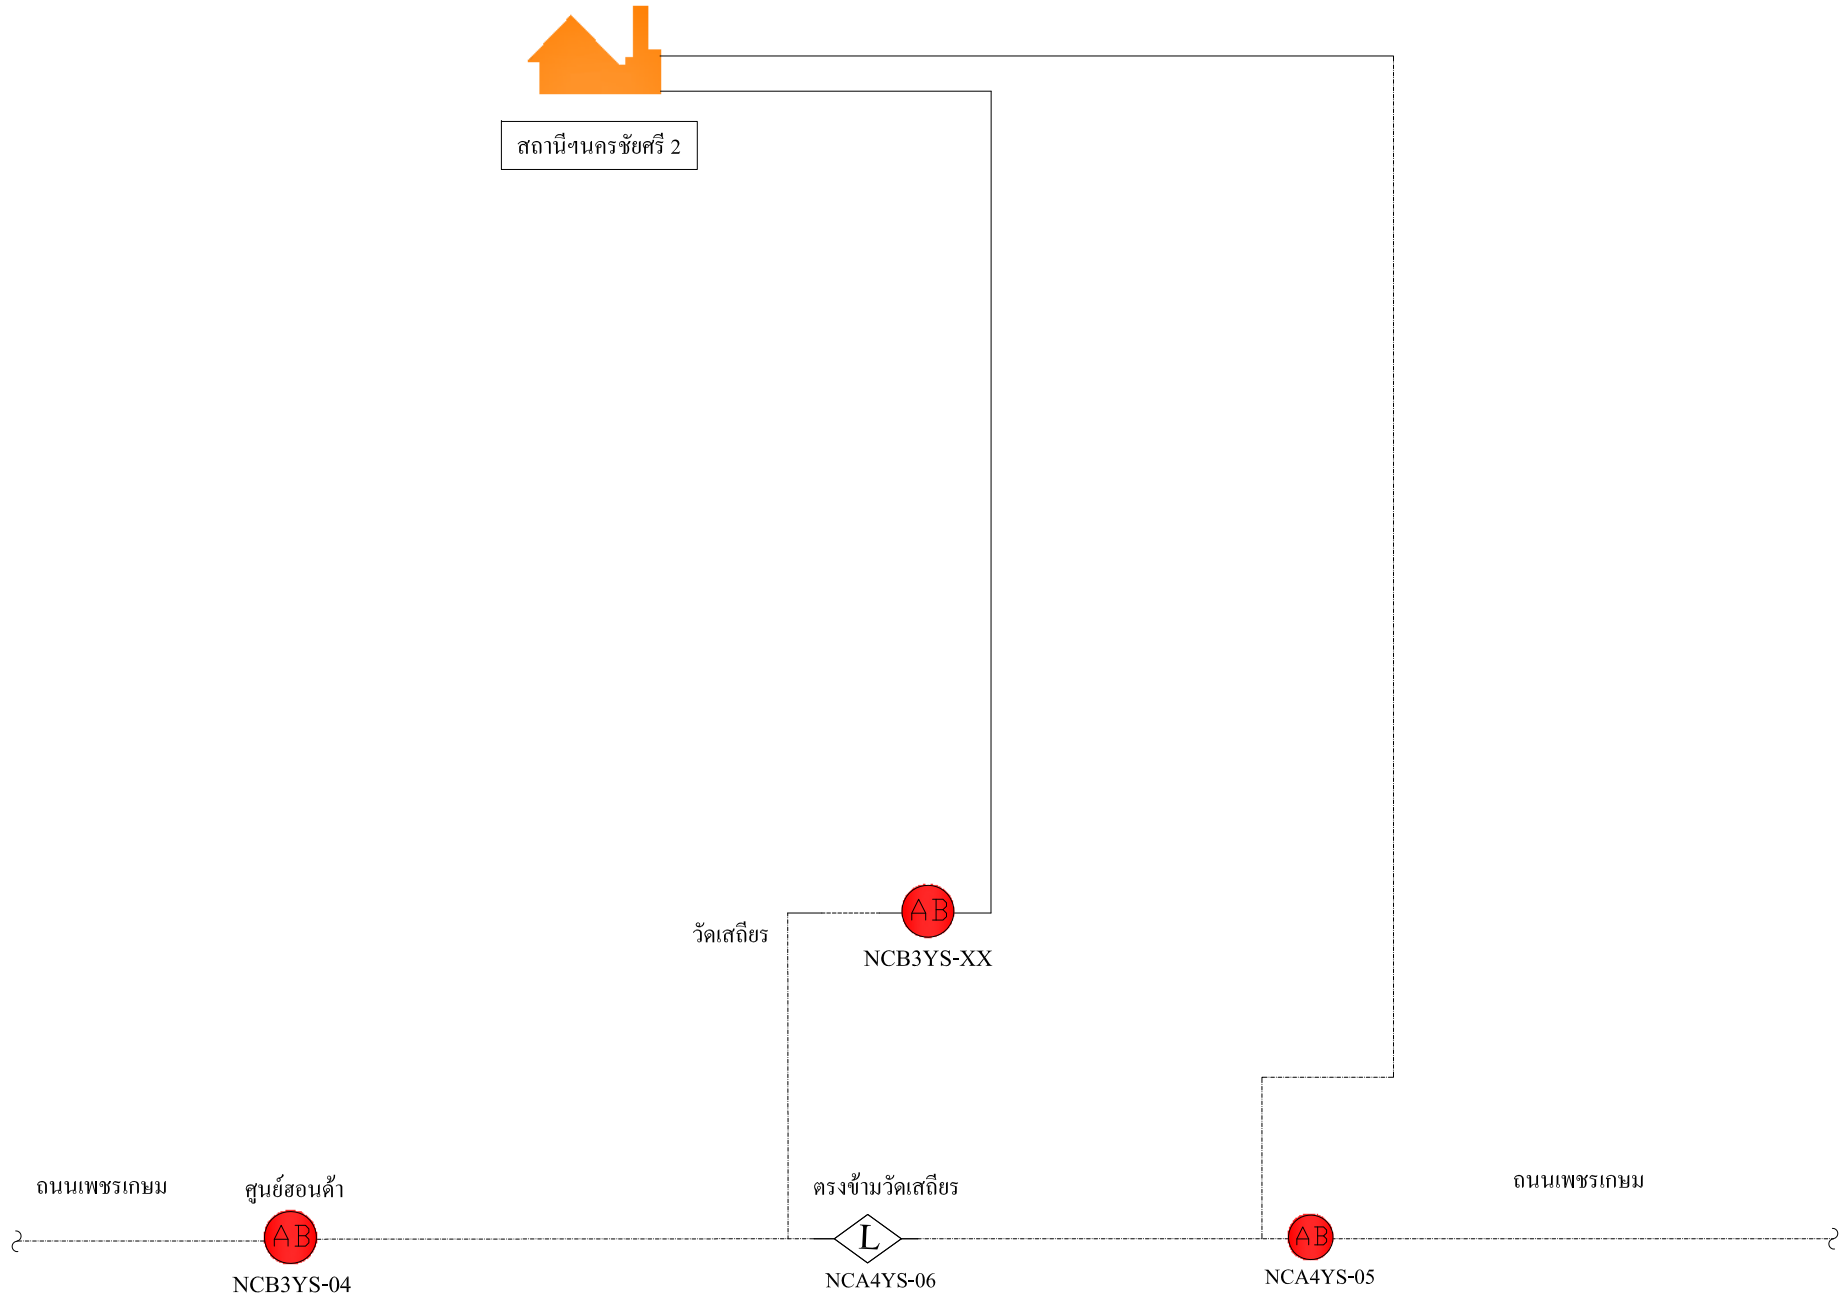 สถานีฯนครชัยศรี 2
AB
วัดเสถียร
NCB3YS-XX
ถนนเพชรเกษม
ศูนย์ฮอนด้า
ตรงข้ามวัดเสถียร
ถนนเพชรเกษม
AB
L
AB
NCB3YS-04
NCA4YS-06
NCA4YS-05